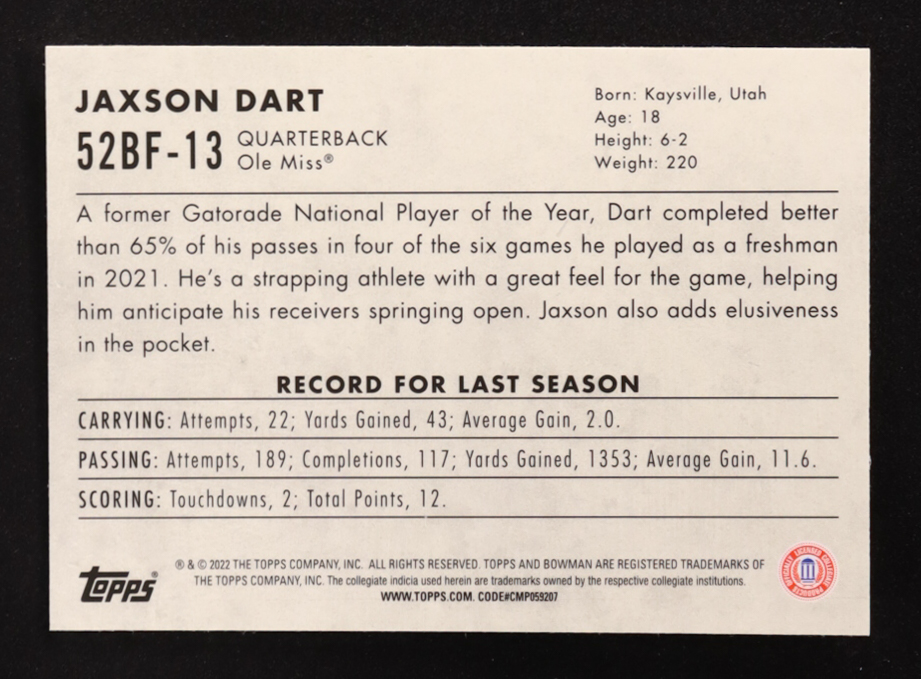 JAXSON DART
52BF-13
QUARTERBACK
Ole Miss®
Born: Kaysville, Utah
Age: 18
Height: 6-2
Weight: 220
A former Gatorade National Player of the Year, Dart completed better
than 65% of his passes in four of the six games he played as a freshman
in 2021. He's a strapping athlete with a great feel for the game, helping
him anticipate his receivers springing open. Jaxson also adds elusiveness
in the pocket.
RECORD FOR LAST SEASON
CARRYING: Attempts, 22; Yards Gained, 43; Average Gain, 2.0.
PASSING: Attempts, 189; Completions, 117; Yards Gained, 1353; Average Gain, 11.6.
SCORING: Touchdowns, 2; Total Points, 12.
topps®
® & © 2022 THE TOPPS COMPANY, INC. ALL RIGHTS RESERVED. TOPPS AND BOWMAN ARE REGISTERED TRADEMARKS OF
THE TOPPS COMPANY, INC. The collegiate indicia used herein are trademarks owned by the respective collegiate institutions.
WWW.TOPPS.COM. CODE#CMP059207
OFFICIALLY LICENSED COLLEGIATE PRODUCTS